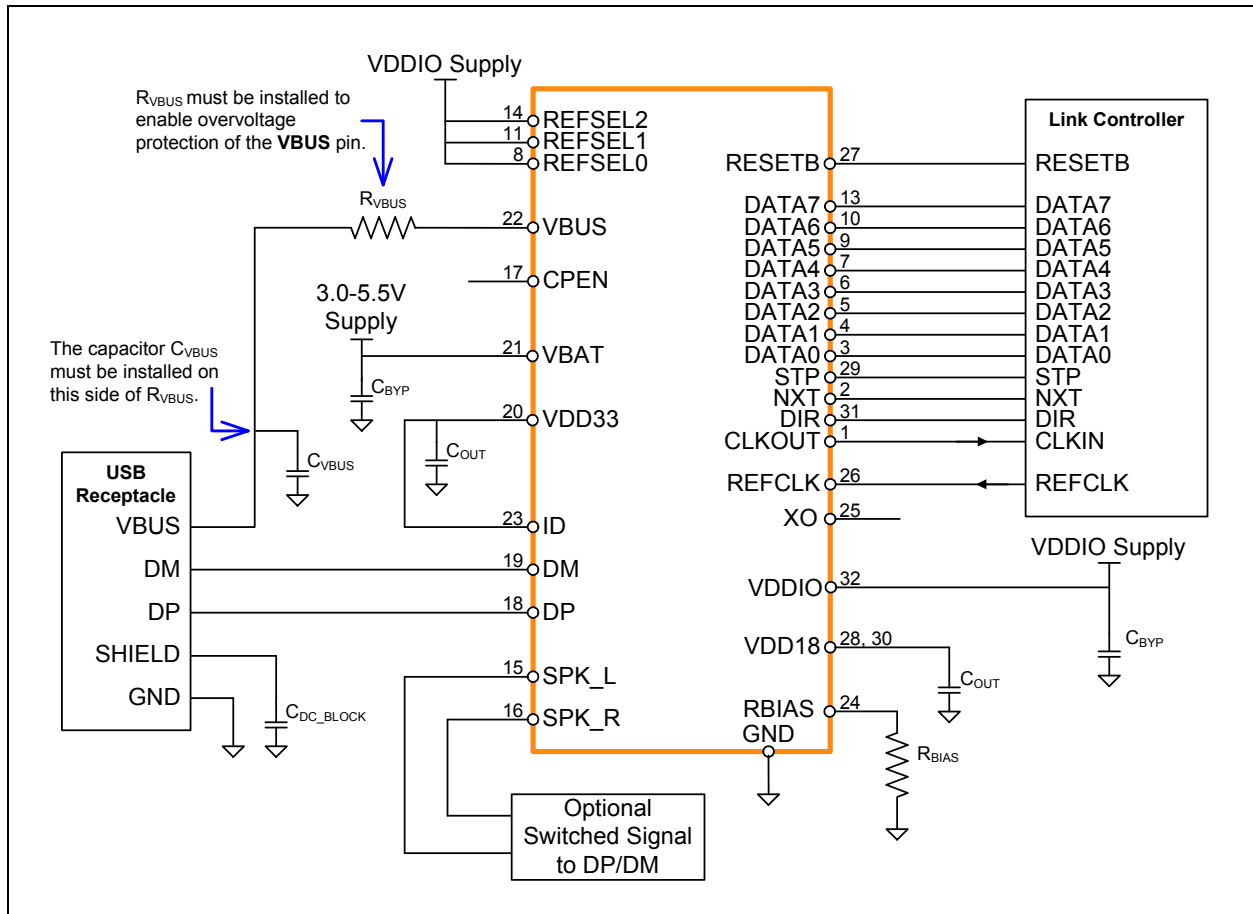 VDDIO Supply
RVBUS must be installed to
enable overvoltage
protection of the VBUS pin.
RVBUS
The capacitor CVBUS
must be installed on
this side of RVBUS.
3.0-5.5V
Supply
CBYP
COUT
CVBUS
USB
Receptacle
VBUS
DM
DP
SHIELD
GND
CDC_BLOCK
14 REFSEL2
11 REFSEL1
8 REFSEL0
22 VBUS
17 CPEN
21 VBAT
20 VDD33
23 ID
19 DM
18 DP
15 SPK_L
16 SPK_R
Optional
Switched Signal
to DP/DM
RESETB 27
DATA7 13
DATA6 10
DATA5 9
DATA4 7
DATA3 6
DATA2 5
DATA1 4
DATA0 3
STP 29
NXT 2
DIR 31
CLKOUT 1
REFCLK 26
XO 25
VDDIO 32
VDD18 28, 30
RBIAS 24
GND
Link Controller
RESETB
DATA7
DATA6
DATA5
DATA4
DATA3
DATA2
DATA1
DATA0
STP
NXT
DIR
CLKIN
REFCLK
VDDIO Supply
CBYP
COUT
RBIAS